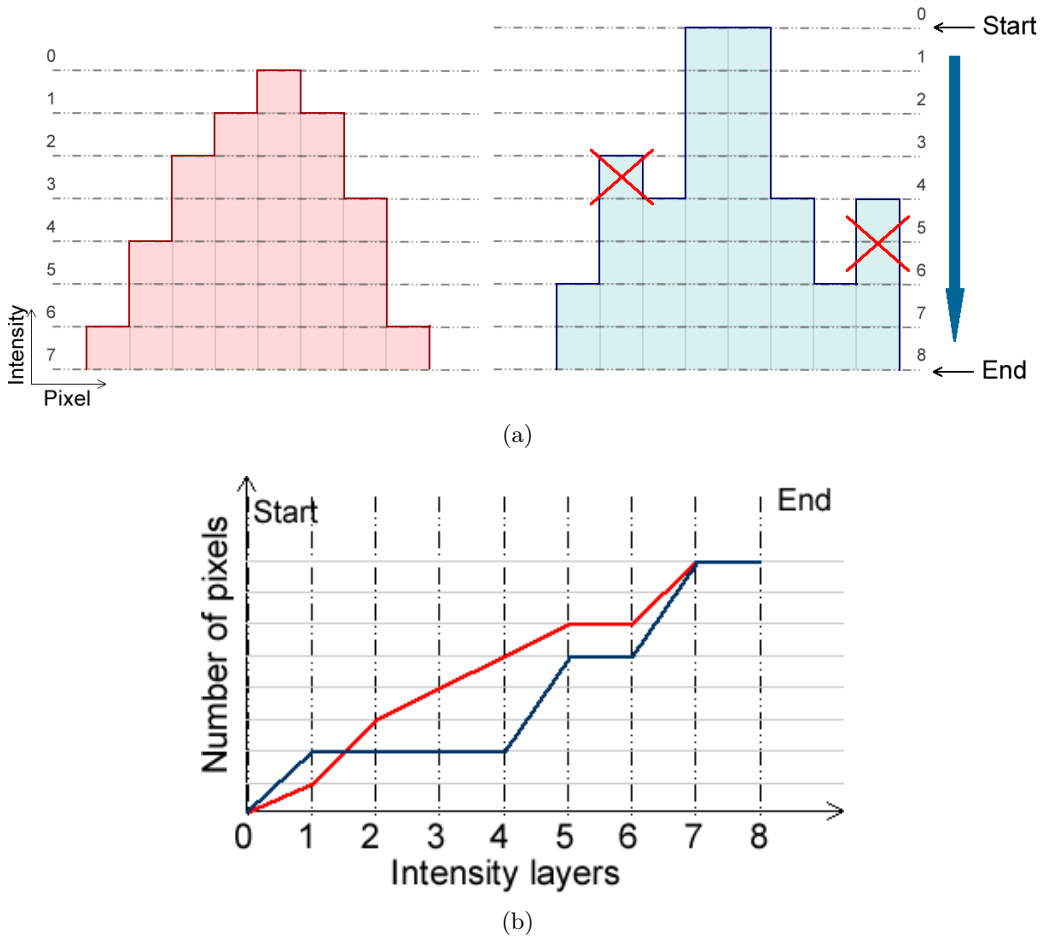 0
1
2
3
4
5
6
7
Intensity
Pixel
0
1
2
3
4
5
6
7
8
Start
End
(a)
Number of pixels
Start
End
0 1 2 3 4 5 6 7 8
Intensity layers
(b)